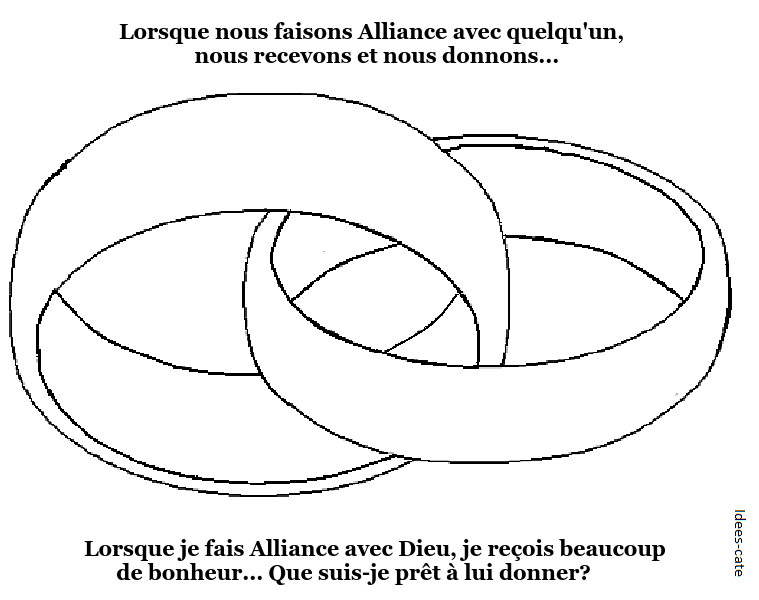 Lorsque nous faisons Alliance avec quelqu'un,
nous recevons et nous donnons...
Lorsque je fais Alliance avec Dieu, je reçois beaucoup
de bonheur... Que suis-je prêt à lui donner?
Idees-cate